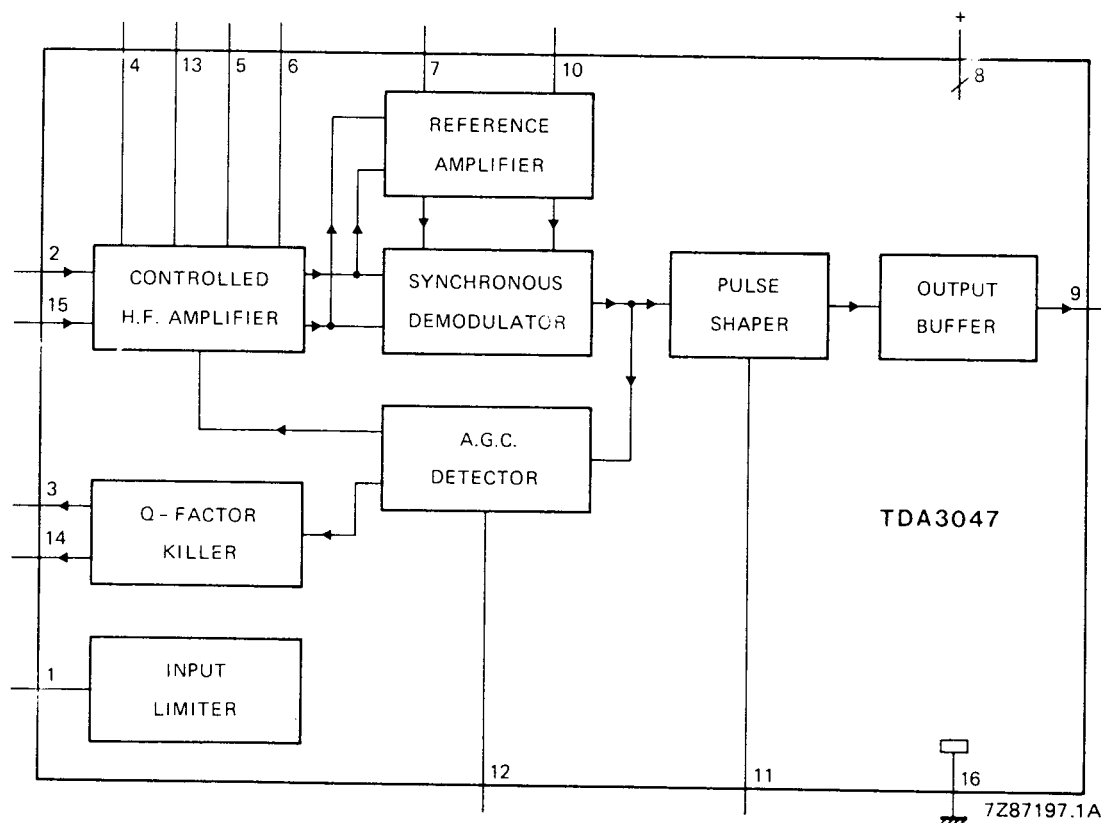 +
8
4
13
5
6
7
10
REFERENCE
AMPLIFIER
2
15
CONTROLLED
H.F. AMPLIFIER
SYNCHRONOUS
DEMODULATOR
PULSE
SHAPER
OUTPUT
BUFFER
9
A.G.C.
DETECTOR
3
14
Q-FACTOR
KILLER
TDA3047
1
INPUT
LIMITER
12
11
16
7Z87197.1A